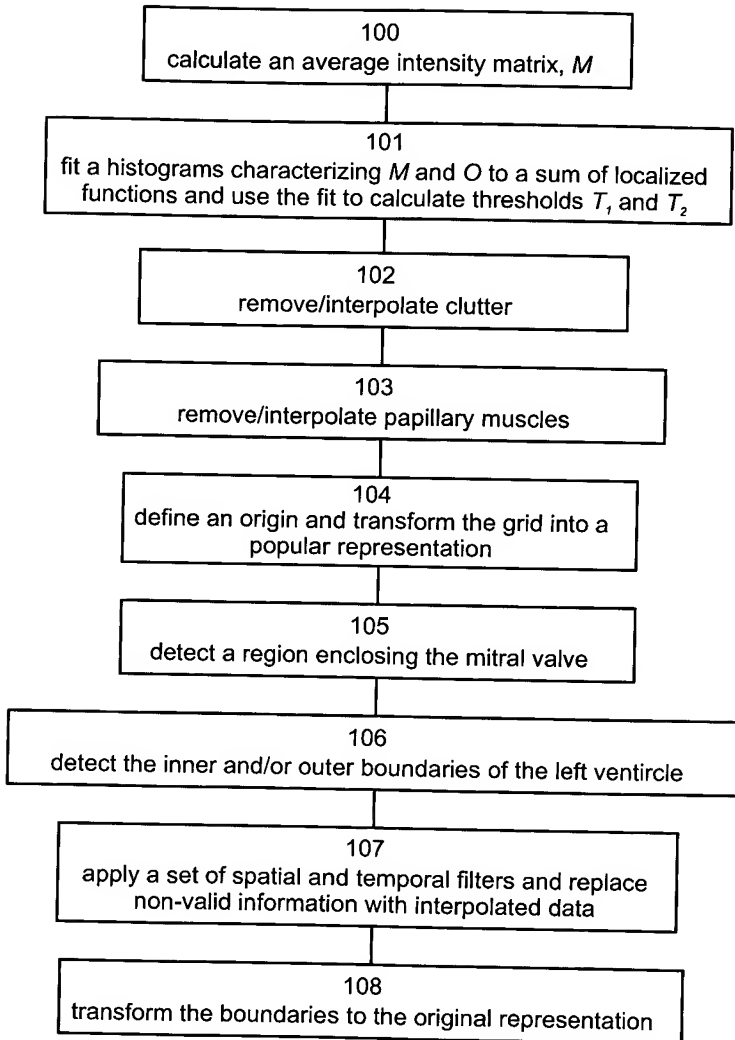 100
calculate an average intensity matrix, M
101
fit a histograms characterizing M and O to a sum of localized
functions and use the fit to calculate thresholds T₁ and T₂
102
remove/interpolate clutter
103
remove/interpolate papillary muscles
104
define an origin and transform the grid into a
popular representation
105
detect a region enclosing the mitral valve
106
detect the inner and/or outer boundaries of the left ventircle
107
apply a set of spatial and temporal filters and replace
non-valid information with interpolated data
108
transform the boundaries to the original representation